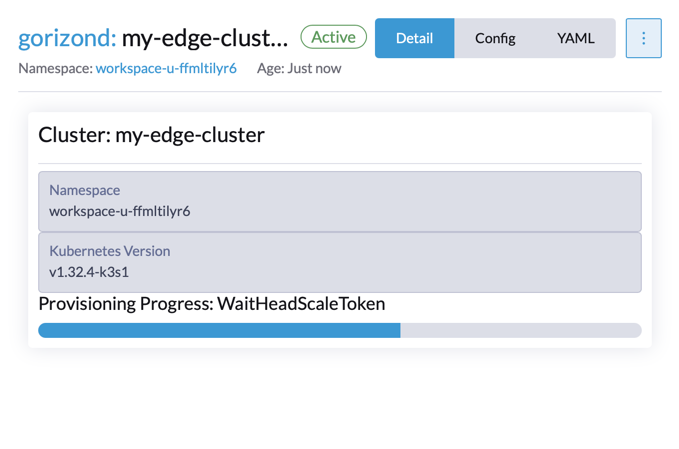 gorizond: my-edge-clust... Active Detail Config YAML
Namespace: workspace-u-ffmltilyr6 Age: Just now
Cluster: my-edge-cluster
Namespace
workspace-u-ffmltilyr6
Kubernetes Version
v1.32.4-k3s1
Provisioning Progress: WaitHeadScaleToken